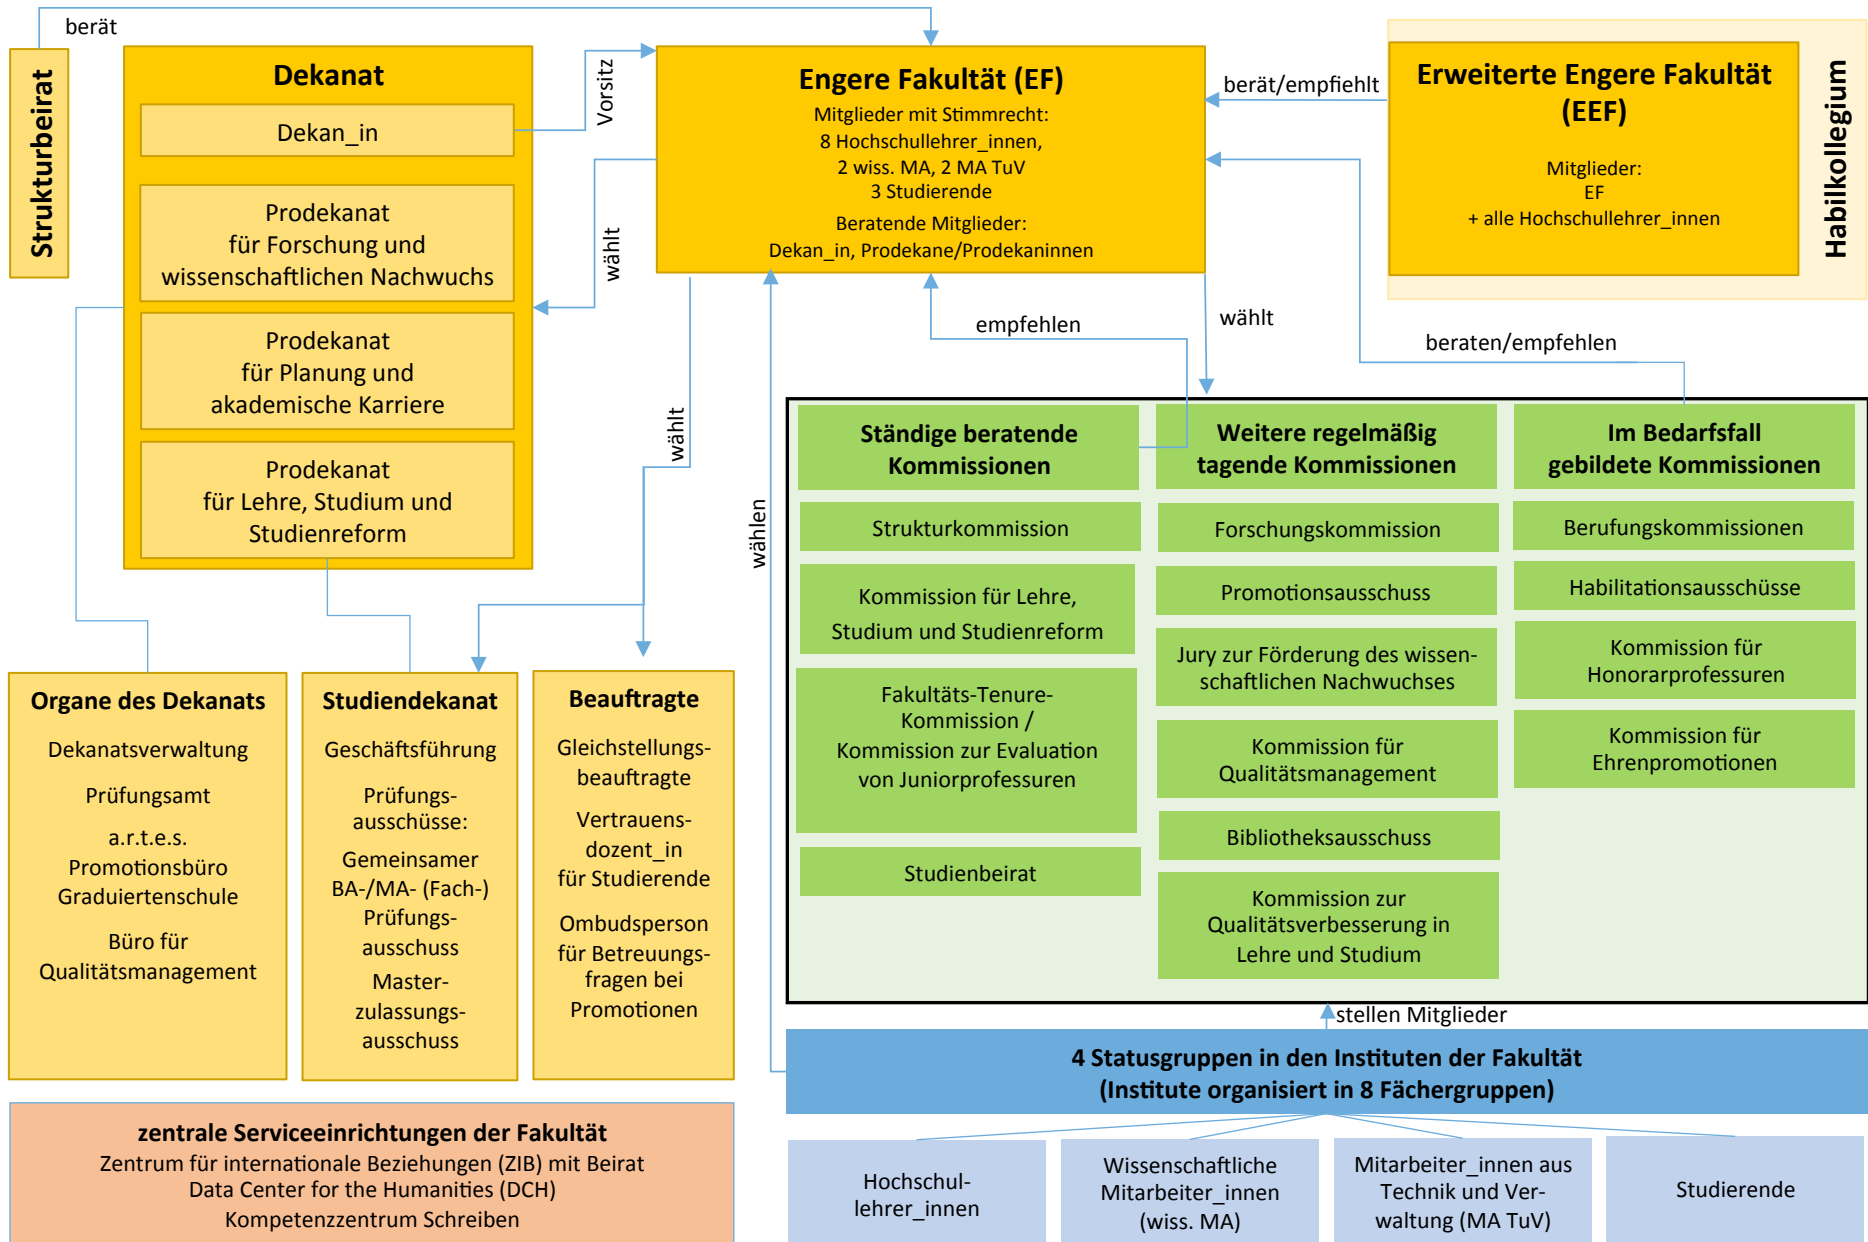 berät
Strukturbeirat
Dekanat
Dekan_in
Prodekanat
für Forschung und
wissenschaftlichen Nachwuchs
Prodekanat
für Planung und
akademische Karriere
Prodekanat
für Lehre, Studium und
Studienreform
Vorsitz
wählt
Engere Fakultät (EF)
Mitglieder mit Stimmrecht:
8 Hochschullehrer_innen,
2 wiss. MA, 2 MA TuV
3 Studierende
Beratende Mitglieder:
Dekan_in, Prodekane/Prodekaninnen
berät/empfiehlt
Erweiterte Engere Fakultät
(EEF)
Mitglieder:
EF
+ alle Hochschullehrer_innen
Habilkollegium
empfehlen
wählt
beraten/empfehlen
wählt
wählen
Ständige beratende
Kommissionen
Strukturkommission
Kommission für Lehre,
Studium und Studienreform
Fakultäts-Tenure-
Kommission /
Kommission zur Evaluation
von Juniorprofessuren
Studienbeirat
Weitere regelmäßig
tagende Kommissionen
Forschungskommission
Promotionsausschuss
Jury zur Förderung des wissen-
schaftlichen Nachwuchses
Kommission für
Qualitätsmanagement
Bibliotheksausschuss
Kommission zur
Qualitätsverbesserung in
Lehre und Studium
Im Bedarfsfall
gebildete Kommissionen
Berufungskommissionen
Habilitationsausschüsse
Kommission für
Honorarprofessuren
Kommission für
Ehrenpromotionen
Organe des Dekanats
Dekanatsverwaltung
Prüfungsamt
a.r.t.e.s.
Promotionsbüro
Graduiertenschule
Büro für
Qualitätsmanagement
Studiendekanat
Geschäftsführung
Prüfungs-
ausschüsse:
Gemeinsamer
BA-/MA- (Fach-)
Prüfungs-
ausschuss
Master-
zulassungs-
ausschuss
Beauftragte
Gleichstellungs-
beauftragte
Vertrauens-
dozent_in
für Studierende
Ombudsperson
für Betreuungs-
fragen bei
Promotionen
stellen Mitglieder
4 Statusgruppen in den Instituten der Fakultät
(Institute organisiert in 8 Fächergruppen)
Hochschul-
lehrer_innen
Wissenschaftliche
Mitarbeiter_innen
(wiss. MA)
Mitarbeiter_innen aus
Technik und Ver-
waltung (MA TuV)
Studierende
zentrale Serviceeinrichtungen der Fakultät
Zentrum für internationale Beziehungen (ZIB) mit Beirat
Data Center for the Humanities (DCH)
Kompetenzzentrum Schreiben